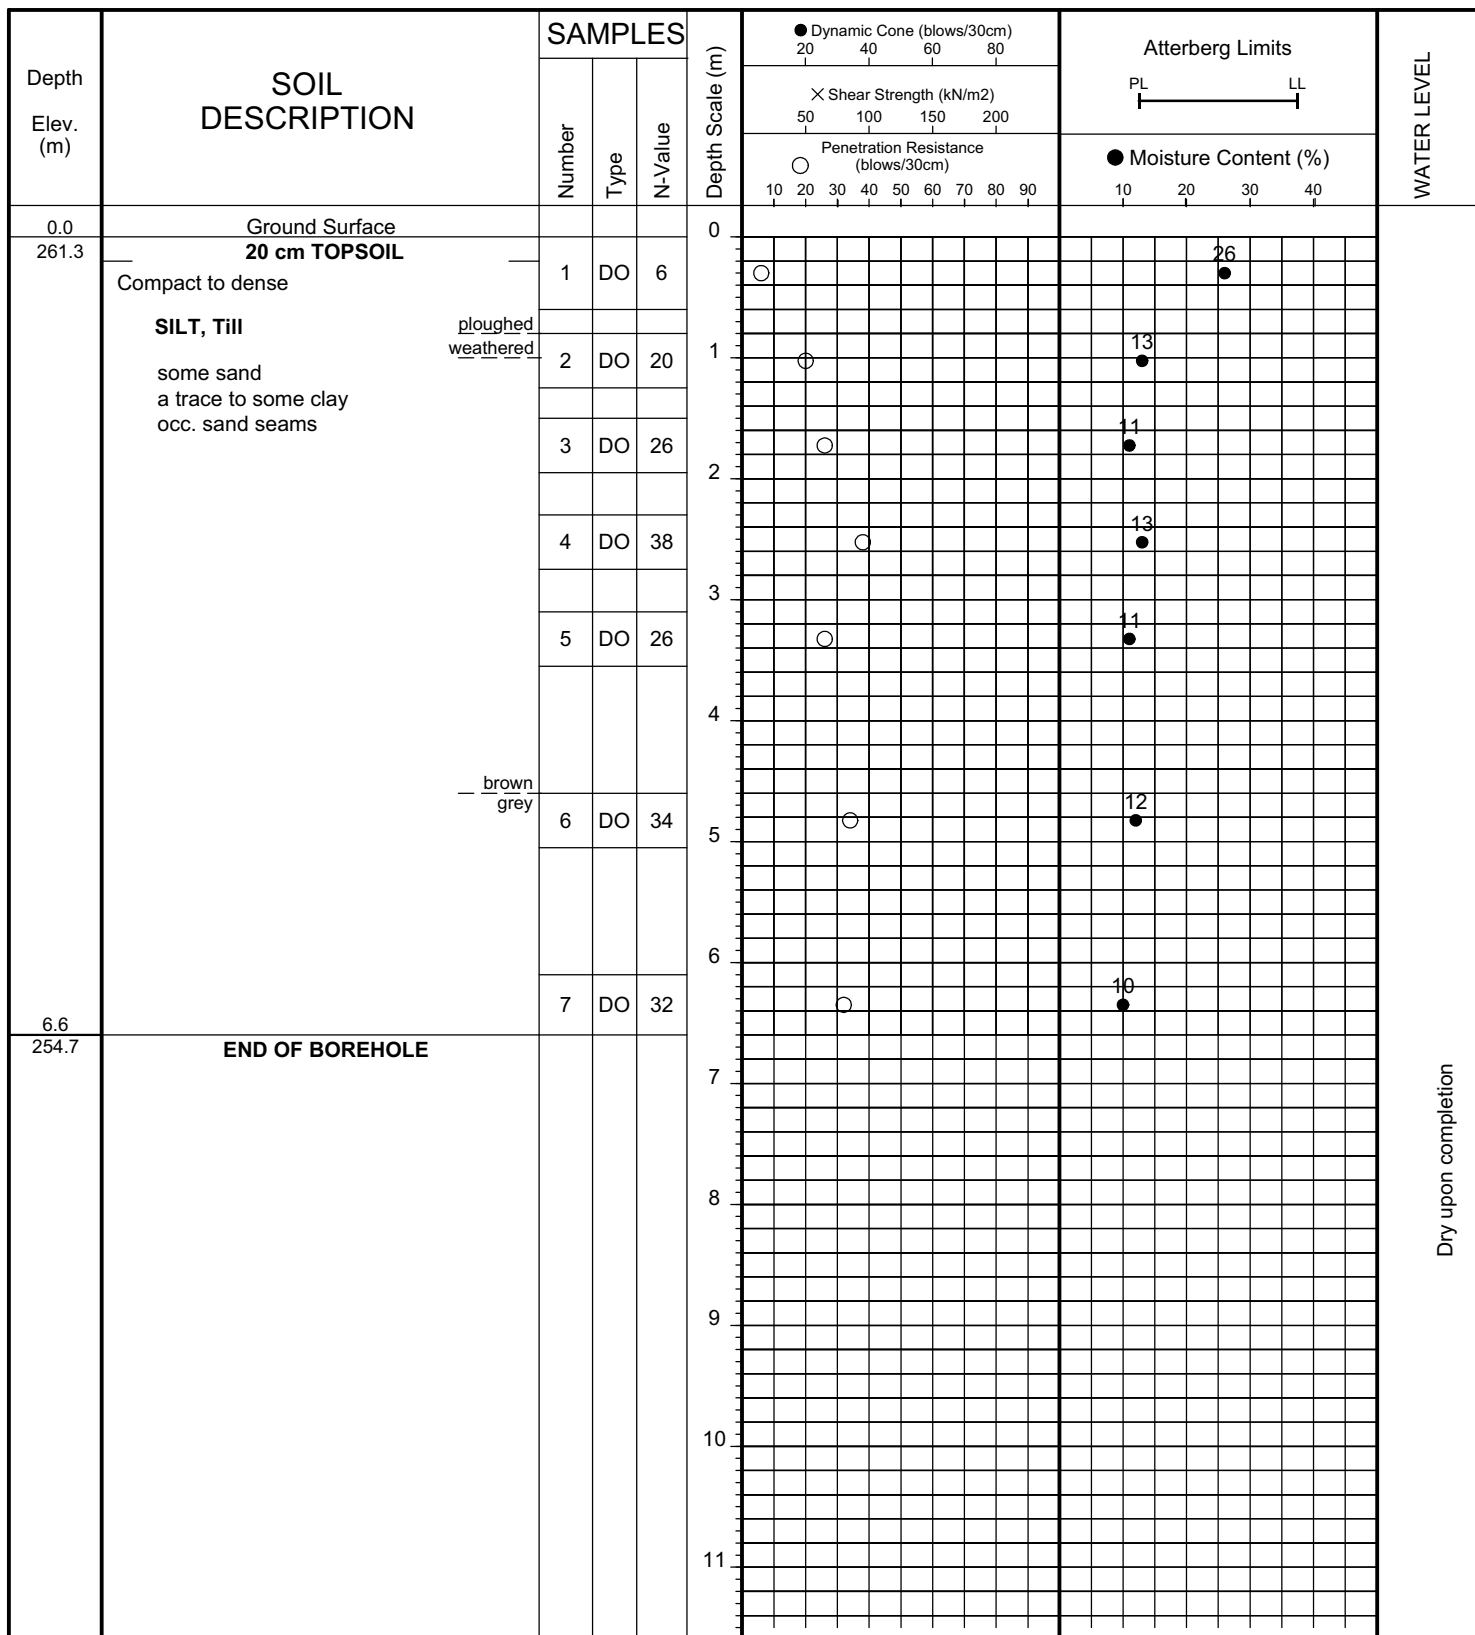 Depth
Elev.
(m)
SOIL
DESCRIPTION
SAMPLES
Number
Type
N-Value
Depth Scale (m)
Dynamic Cone (blows/30cm)
20 40 60 80
Shear Strength (kN/m2)
50 100 150 200
Penetration Resistance
(blows/30cm)
10 20 30 40 50 60 70 80 90
Atterberg Limits
PL LL
Moisture Content (%)
10 20 30 40
WATER LEVEL
0.0 Ground Surface
0
261.3 20 cm TOPSOIL
Compact to dense
1 DO 6 26
SILT, Till
ploughed
weathered
1
2 DO 20 13
some sand
a trace to some clay
occ. sand seams
3 DO 26 11
2
4 DO 38 13
3
5 DO 26 11
4
brown
grey
6 DO 34 12
5
6
7 DO 32 10
6.6
254.7 END OF BOREHOLE
7
8
9
10
11
Dry upon completion